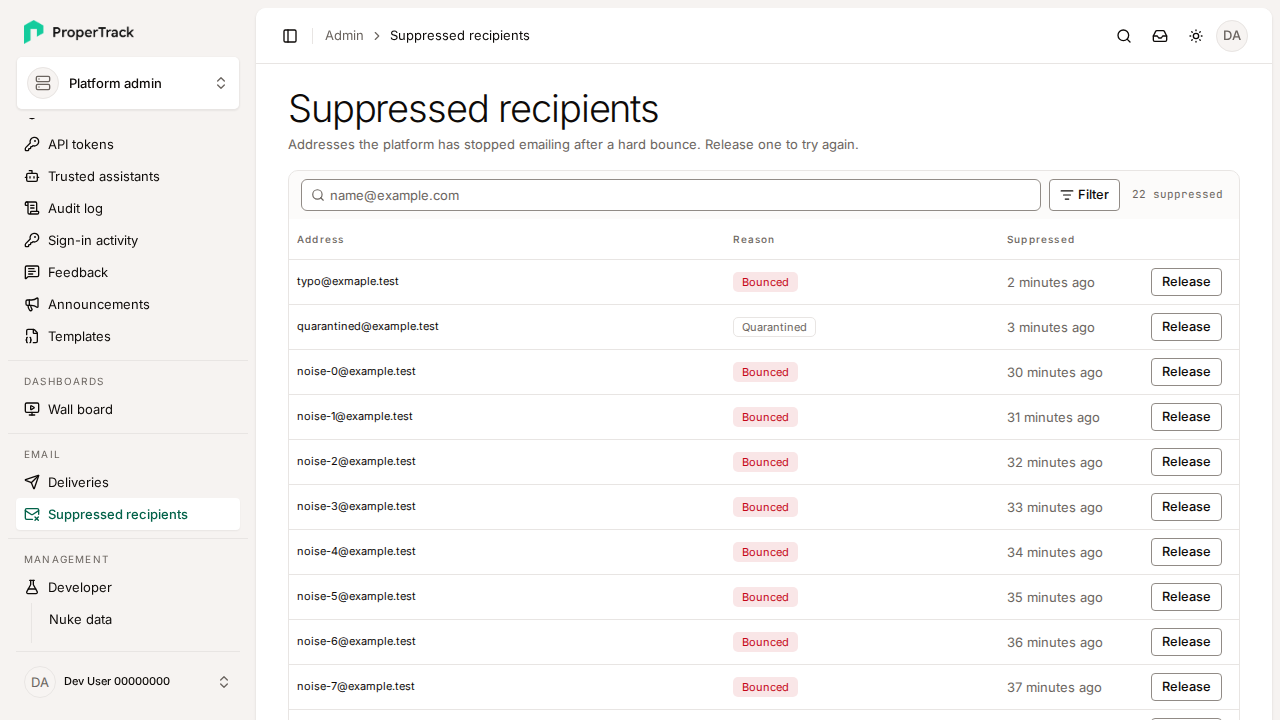 ProperTrack
Platform admin
API tokens
Trusted assistants
Audit log
Sign-in activity
Feedback
Announcements
Templates
DASHBOARDS
Wall board
EMAIL
Deliveries
Suppressed recipients
MANAGEMENT
Developer
Nuke data
DA Dev User 00000000
Admin > Suppressed recipients
DA
Suppressed recipients
Addresses the platform has stopped emailing after a hard bounce. Release one to try again.
name@example.com Filter 22 suppressed
Address Reason Suppressed
typo@exmaple.test Bounced 2 minutes ago Release
quarantined@example.test Quarantined 3 minutes ago Release
noise-0@example.test Bounced 30 minutes ago Release
noise-1@example.test Bounced 31 minutes ago Release
noise-2@example.test Bounced 32 minutes ago Release
noise-3@example.test Bounced 33 minutes ago Release
noise-4@example.test Bounced 34 minutes ago Release
noise-5@example.test Bounced 35 minutes ago Release
noise-6@example.test Bounced 36 minutes ago Release
noise-7@example.test Bounced 37 minutes ago Release